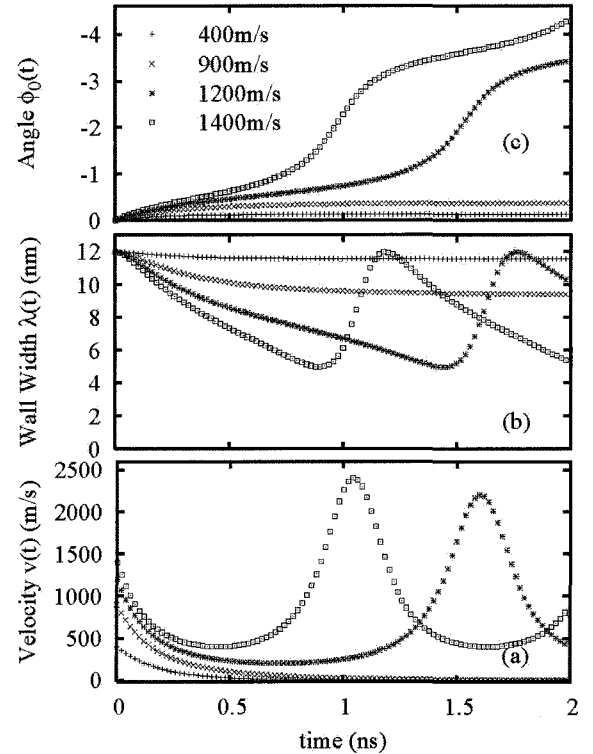 -4
-3
-2
-1
0
Angle ϕ₀(t)
400m/s
900m/s
1200m/s
1400m/s
(c)
12
10
8
6
4
2
0
Wall Width λ(t) (nm)
(b)
2500
2000
1500
1000
500
0
Velocity v(t) (m/s)
(a)
0 0.5 1 1.5 2
time (ns)